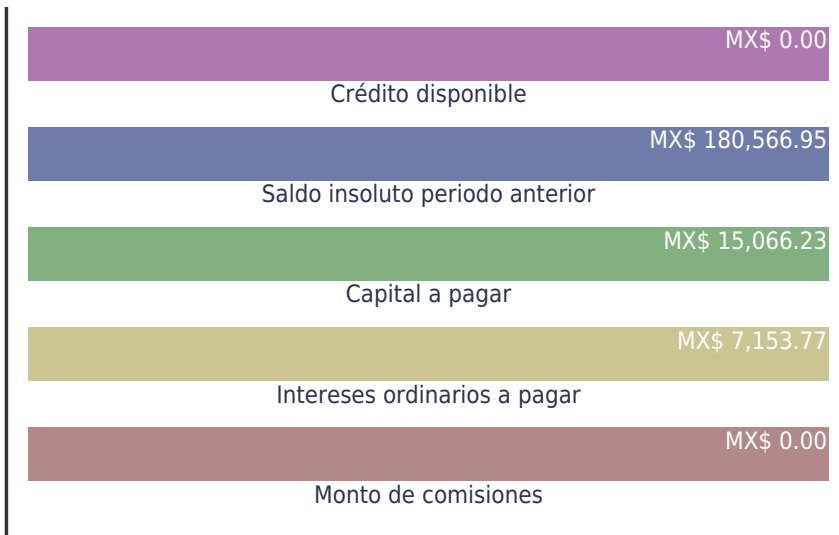 MX$ 0.00
Crédito disponible
MX$ 180,566.95
Saldo insoluto periodo anterior
MX$ 15,066.23
Capital a pagar
MX$ 7,153.77
Intereses ordinarios a pagar
MX$ 0.00
Monto de comisiones